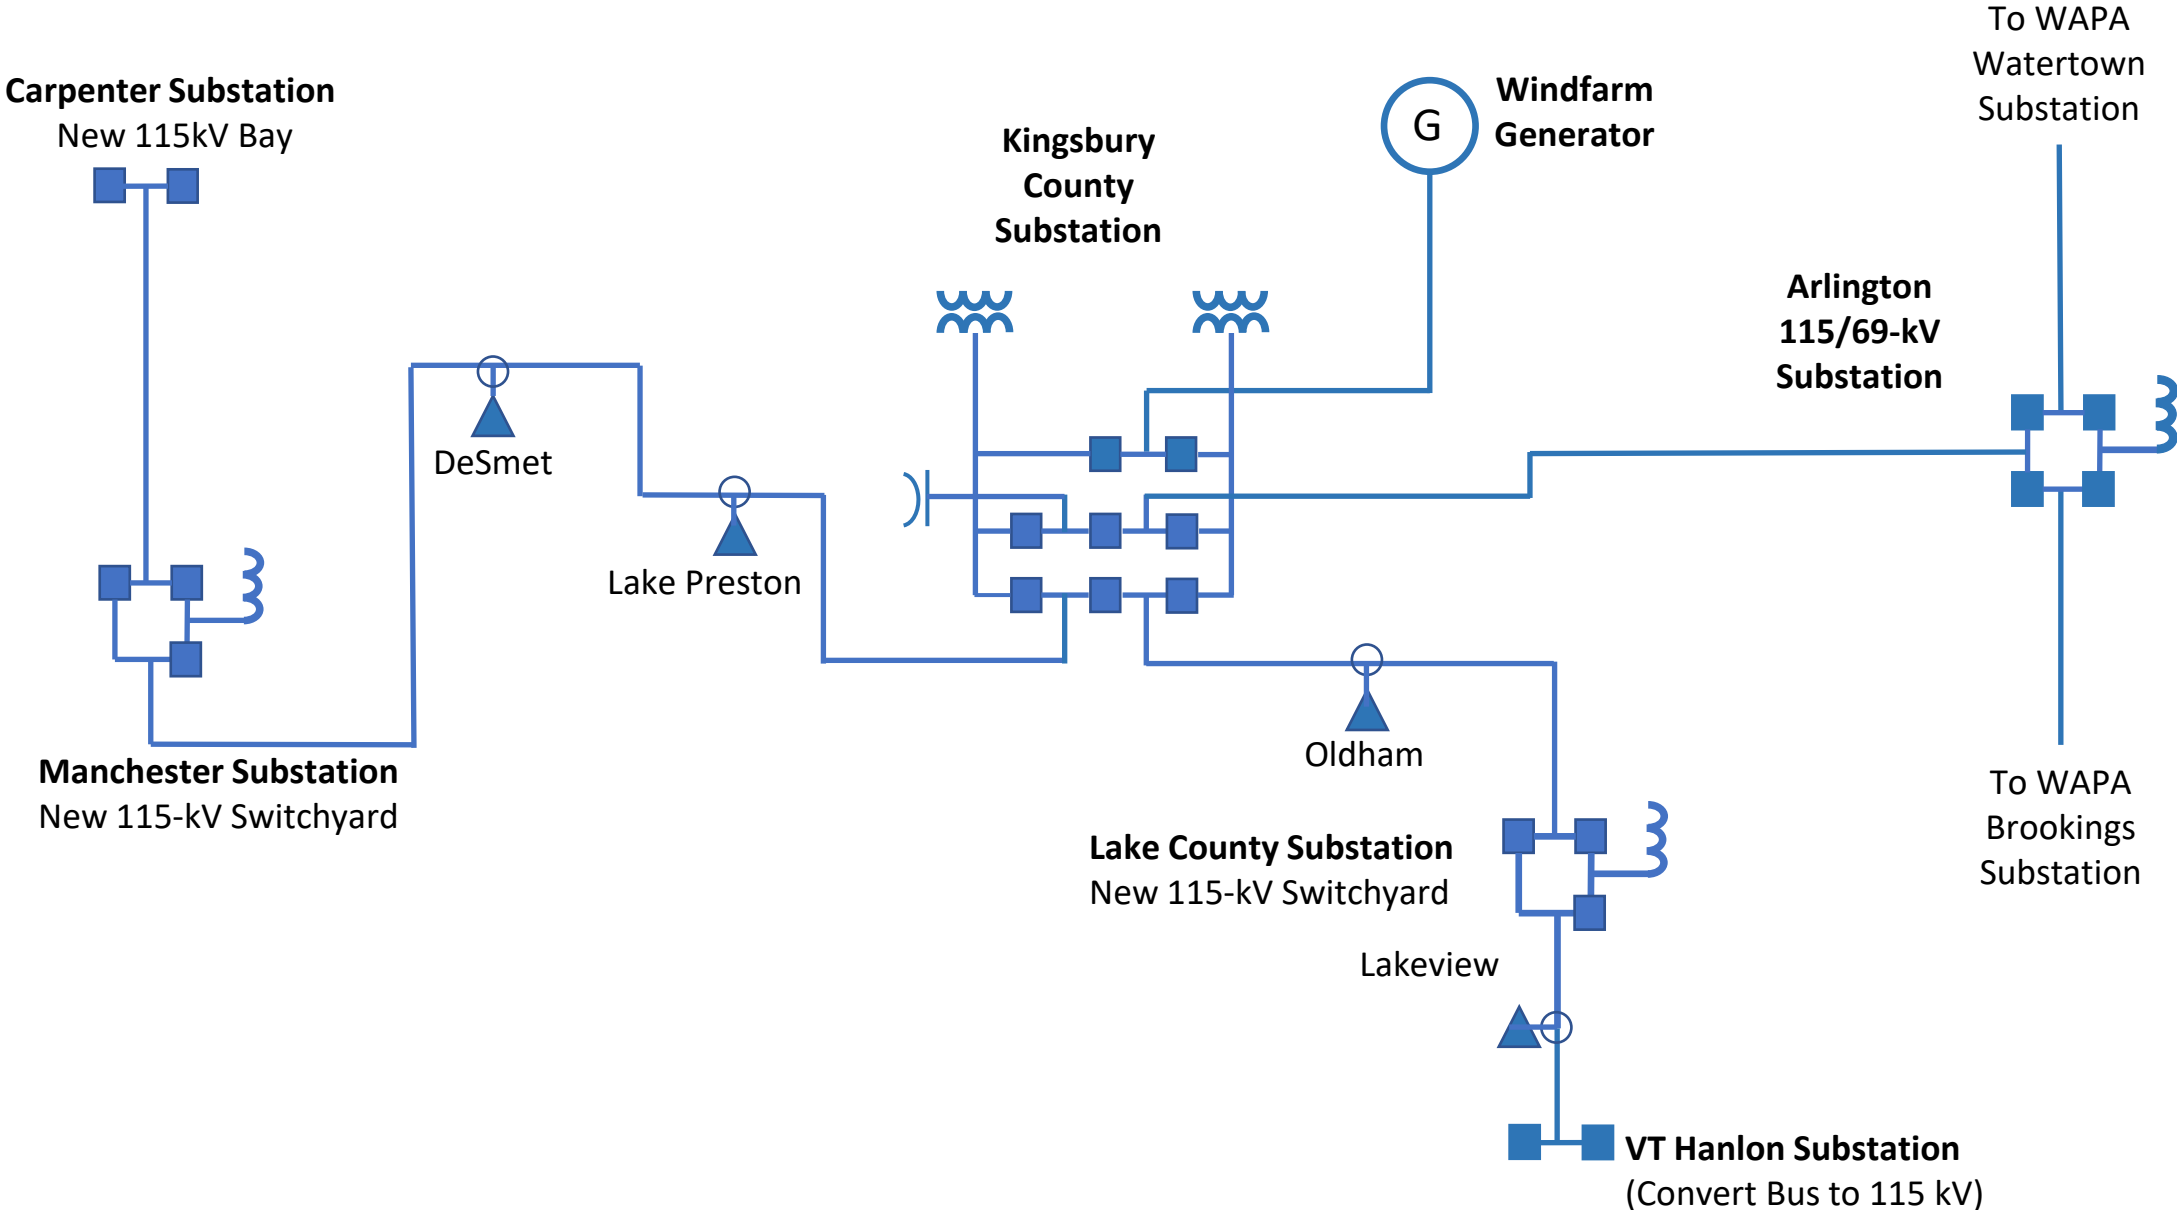 Carpenter Substation
New 115kV Bay
Kingsbury
County
Substation
G
Windfarm
Generator
To WAPA
Watertown
Substation
Arlington
115/69-kV
Substation
DeSmet
Lake Preston
Manchester Substation
New 115-kV Switchyard
Oldham
Lake County Substation
New 115-kV Switchyard
Lakeview
To WAPA
Brookings
Substation
VT Hanlon Substation
(Convert Bus to 115 kV)